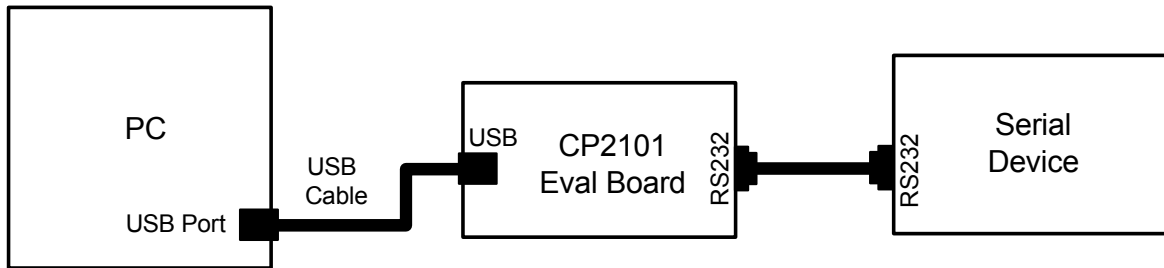 PC
USB Port
USB
Cable
USB
CP2101
Eval Board
RS232
RS232
Serial
Device